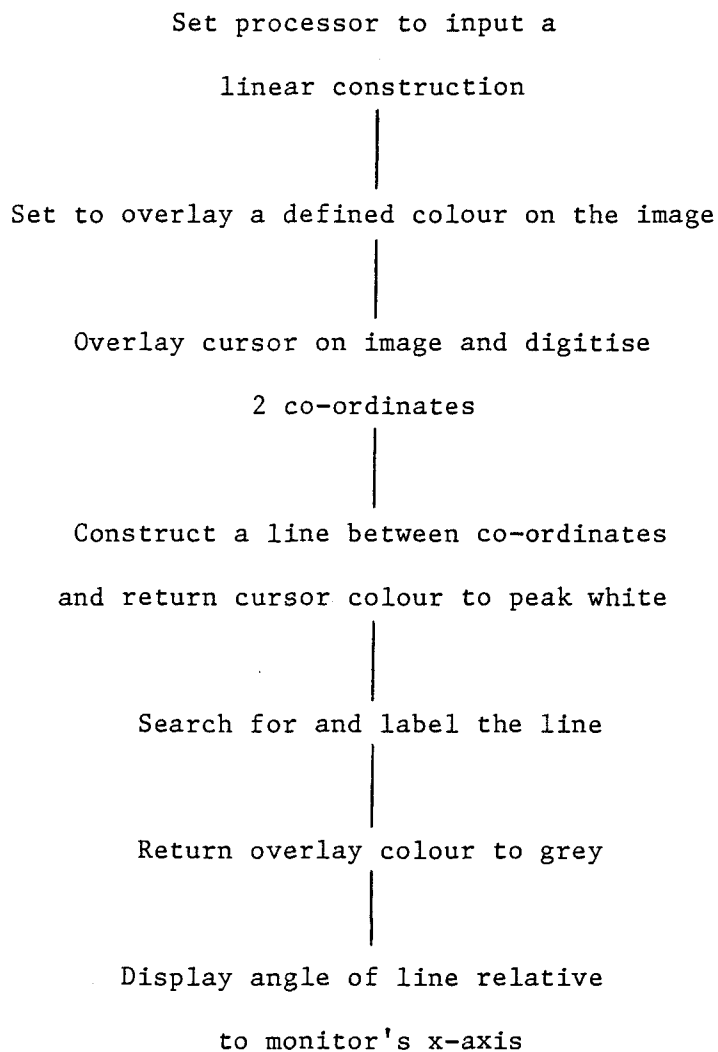 Set processor to input a
linear construction
Set to overlay a defined colour on the image
Overlay cursor on image and digitise
2 co-ordinates
Construct a line between co-ordinates
and return cursor colour to peak white
Search for and label the line
Return overlay colour to grey
Display angle of line relative
to monitor's x-axis